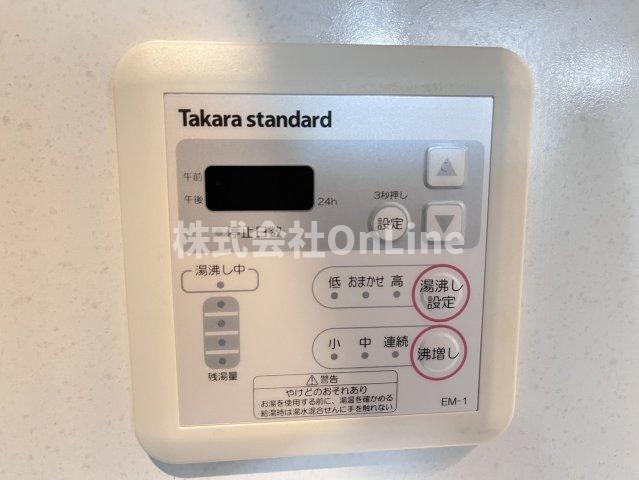 Takara standard
午前
午後
24h
3秒押し
設定
停止日数
株式会社OnLine
湯沸し中
低 おまかせ 高
湯沸し
設定
小 中 連続
沸増し
残湯量
警告
やけどのおそれあり
お湯を使用する前に、湯温を確かめる
給湯時は湯水混合せんに手を触れない
EM-1